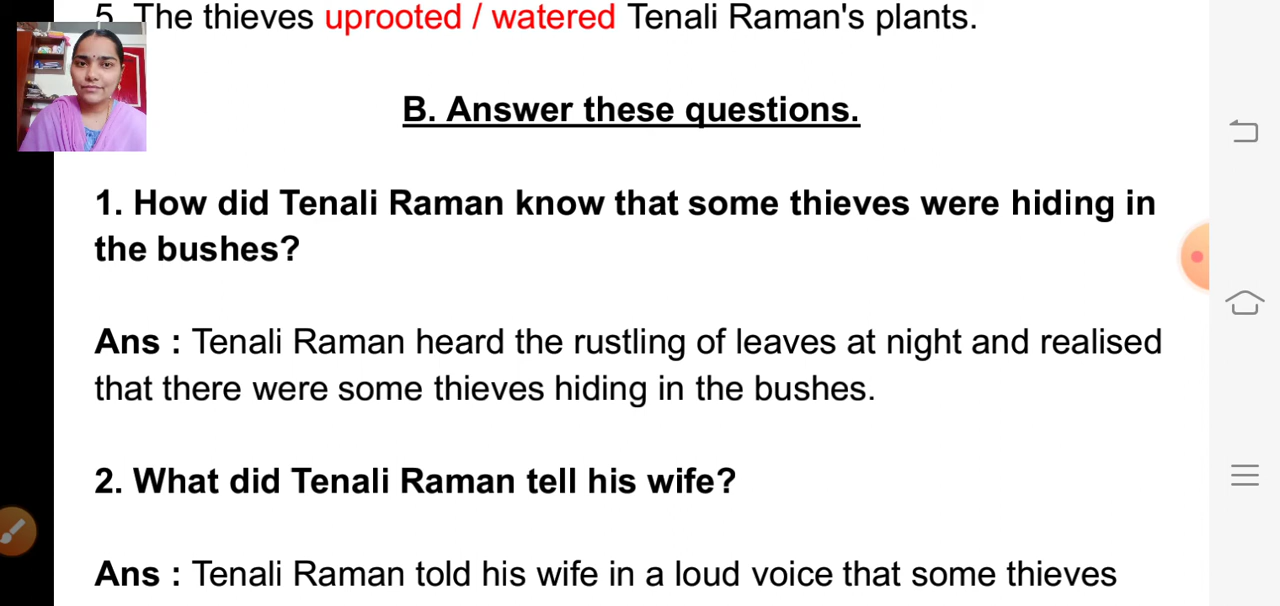 5. The thieves uprooted / watered Tenali Raman's plants.
B. Answer these questions.
1. How did Tenali Raman know that some thieves were hiding in
the bushes?
Ans : Tenali Raman heard the rustling of leaves at night and realised
that there were some thieves hiding in the bushes.
2. What did Tenali Raman tell his wife?
Ans : Tenali Raman told his wife in a loud voice that some thieves